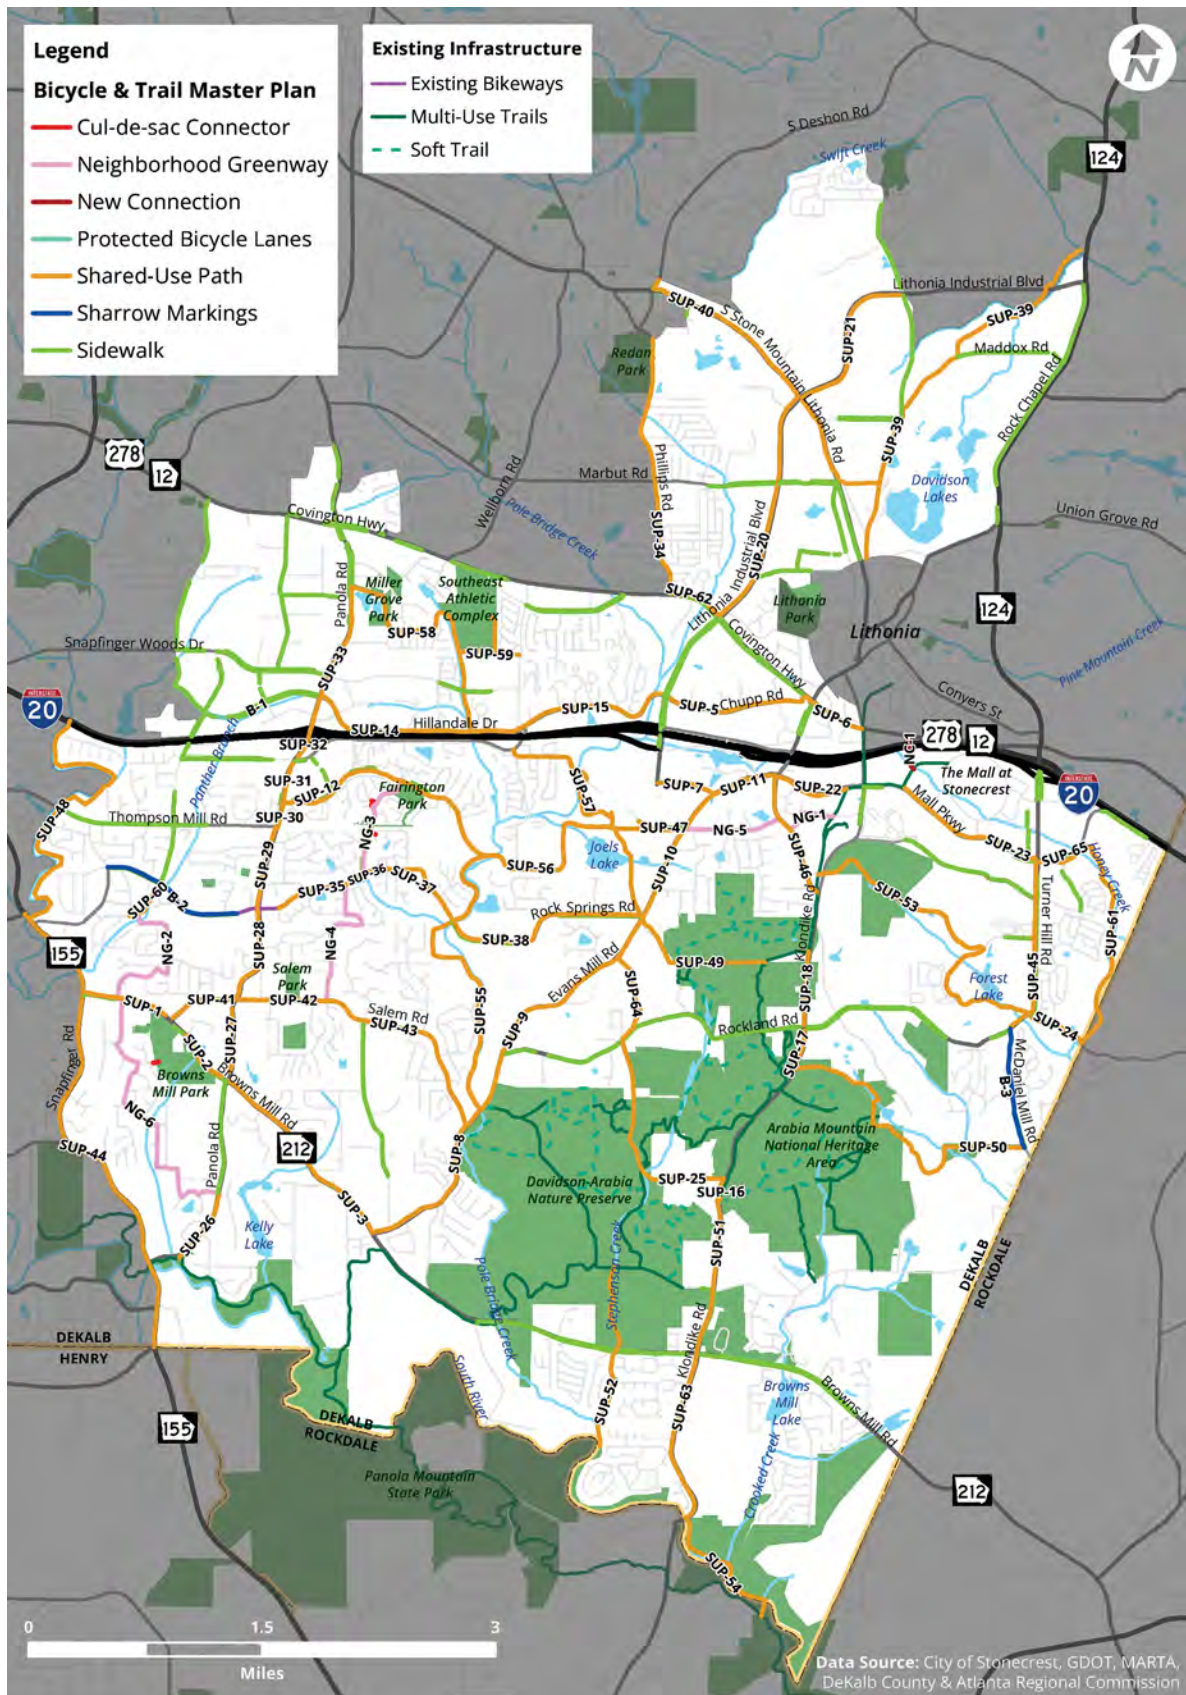 Legend
Bicycle & Trail Master Plan
Cul-de-sac Connector
Neighborhood Greenway
New Connection
Protected Bicycle Lanes
Shared-Use Path
Sharrow Markings
Sidewalk
Existing Infrastructure
Existing Bikeways
Multi-Use Trails
Soft Trail
N
S Deshon Rd
Swift Creek
124
Lithonia Industrial Blvd
SUP-40
S Stone Mountain Lithonia Rd
SUP-21
SUP-39
Maddox Rd
Redan
Park
Rock Chapel Rd
278
12
SUP-39
Wellborn Rd
Marbut Rd
Phillips Rd
Davidson
Lakes
Covington Hwy
Pole Bridge Creek
SUP-34
Lithonia Industrial Blvd
SUP-20
Union Grove Rd
Panola Rd
Miller
Grove
Park
Southeast
Athletic
Complex
SUP-62
Lithonia
Park
124
SUP-58
Lithonia
Snapfinger Woods Dr
SUP-33
SUP-59
Covington Hwy
Pine Mountain Creek
INTERSTATE
20
B-1
SUP-15
SUP-5
Chupp Rd
Conyers St
SUP-14
Hillandale Dr
SUP-6
Panther Branch
SUP-32
NG-1
278
12
SUP-31
SUP-12
Fairington
Park
SUP-57
SUP-7
SUP-11
SUP-22
The Mall at
Stonecrest
INTERSTATE
20
SUP-48
Thompson Mill Rd
SUP-30
NG-3
SUP-47
NG-5
NG-1
Mall Pkwy
Joels
Lake
SUP-23
SUP-65
Honey Creek
SUP-29
SUP-56
SUP-10
SUP-46
SUP-60
B-2
SUP-35
SUP-36
SUP-37
Rock Springs Rd
Klondike Rd
SUP-53
Turner Hill Rd
SUP-61
155
NG-2
SUP-28
NG-4
SUP-38
Evans Mill Rd
SUP-49
SUP-18
SUP-45
Salem
Park
Forest
Lake
SUP-1
SUP-41
SUP-42
Salem Rd
SUP-43
SUP-55
SUP-9
SUP-64
Rockland Rd
SUP-24
Snapfinger Rd
SUP-27
SUP-2
SUP-17
Browns
Mill Park
Browns Mill Rd
McDaniel Mill Rd
B-3
NG-6
212
Arabia Mountain
National Heritage
Area
SUP-44
Panola Rd
SUP-8
SUP-50
Davidson-Arabia
Nature Preserve
SUP-25
SUP-16
SUP-3
SUP-26
Kelly
Lake
SUP-51
Pole Bridge Creek
Stephenson Creek
DEKALB
ROCKDALE
DEKALB
HENRY
Klondike Rd
South River
Browns
Mill
Lake
Browns Mill Rd
SUP-52
SUP-63
DEKALB
ROCKDALE
155
Crooked Creek
Panola Mountain
State Park
212
SUP-54
0
1.5
3
Miles
Data Source: City of Stonecrest, GDOT, MARTA,
DeKalb County & Atlanta Regional Commission